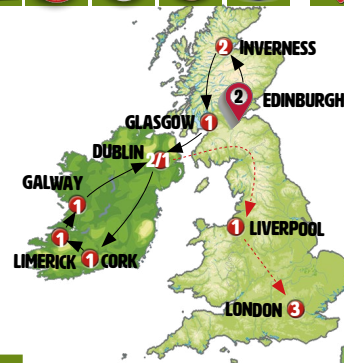 2
INVERNESS
2
EDINBURGH
GLASGOW
1
DUBLIN
2/1
GALWAY
1
1
LIMERICK
1
CORK
1
LIVERPOOL
LONDON
3